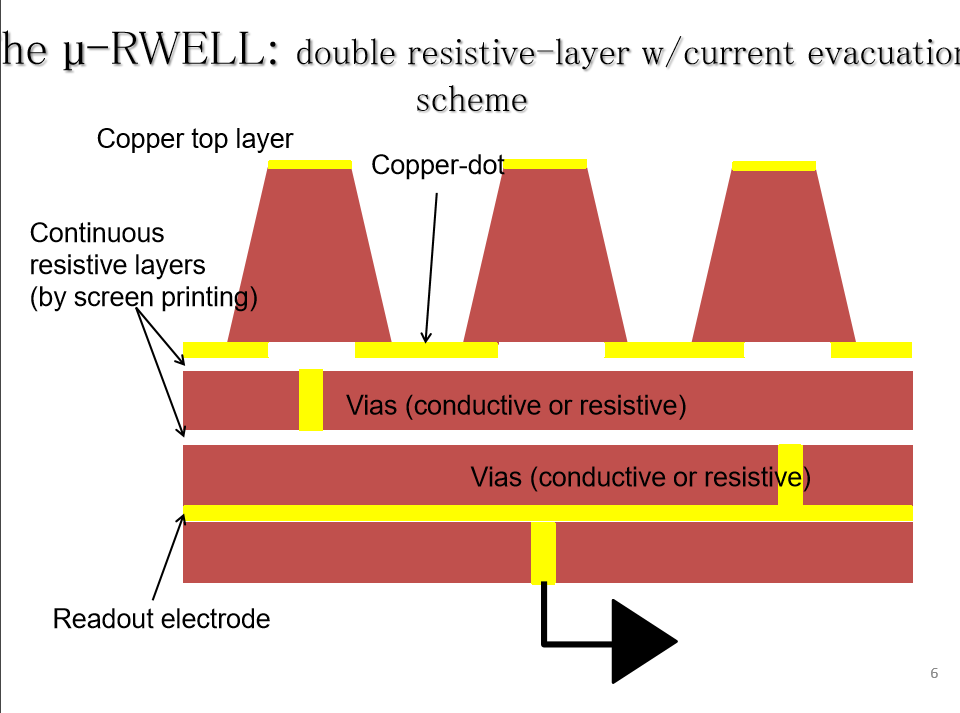 he µ-RWELL: double resistive-layer w/current evacuation
scheme
Copper top layer
Copper-dot
Continuous
resistive layers
(by screen printing)
Vias (conductive or resistive)
Vias (conductive or resistive)
Readout electrode
6